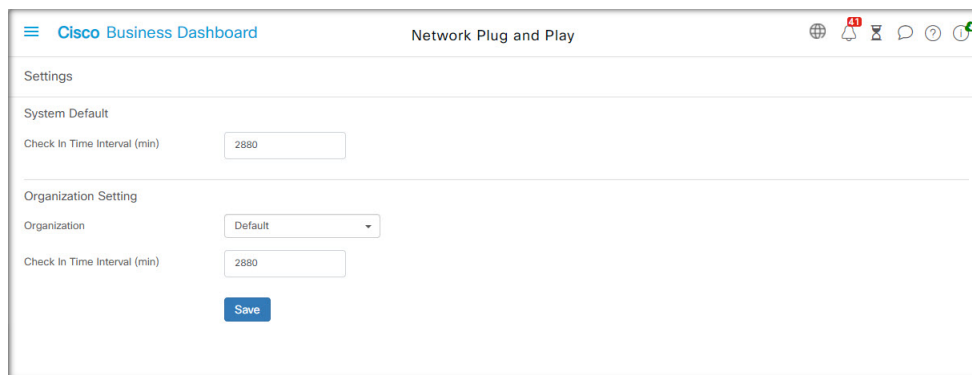 Cisco Business Dashboard
Network Plug and Play
41
Settings
System Default
Check In Time Interval (min)
2880
Organization Setting
Organization
Default
Check In Time Interval (min)
2880
Save